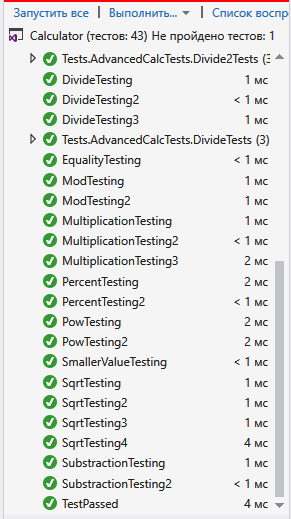 Запустить все | Выполнить... | Список воспр
Calculator (тестов: 43) Не пройдено тестов: 1
Tests.AdvancedCalcTests.Divide2Tests (3
DivideTesting 1 мс
DivideTesting2 < 1 мс
DivideTesting3 1 мс
Tests.AdvancedCalcTests.DivideTests (3)
EqualityTesting < 1 мс
ModTesting 1 мс
ModTesting2 1 мс
MultiplicationTesting 1 мс
MultiplicationTesting2 < 1 мс
MultiplicationTesting3 2 мс
PercentTesting 2 мс
PercentTesting2 < 1 мс
PowTesting 2 мс
PowTesting2 2 мс
SmallerValueTesting < 1 мс
SqrtTesting 1 мс
SqrtTesting2 1 мс
SqrtTesting3 1 мс
SqrtTesting4 4 мс
SubstractionTesting 1 мс
SubstractionTesting2 < 1 мс
TestPassed 4 мс